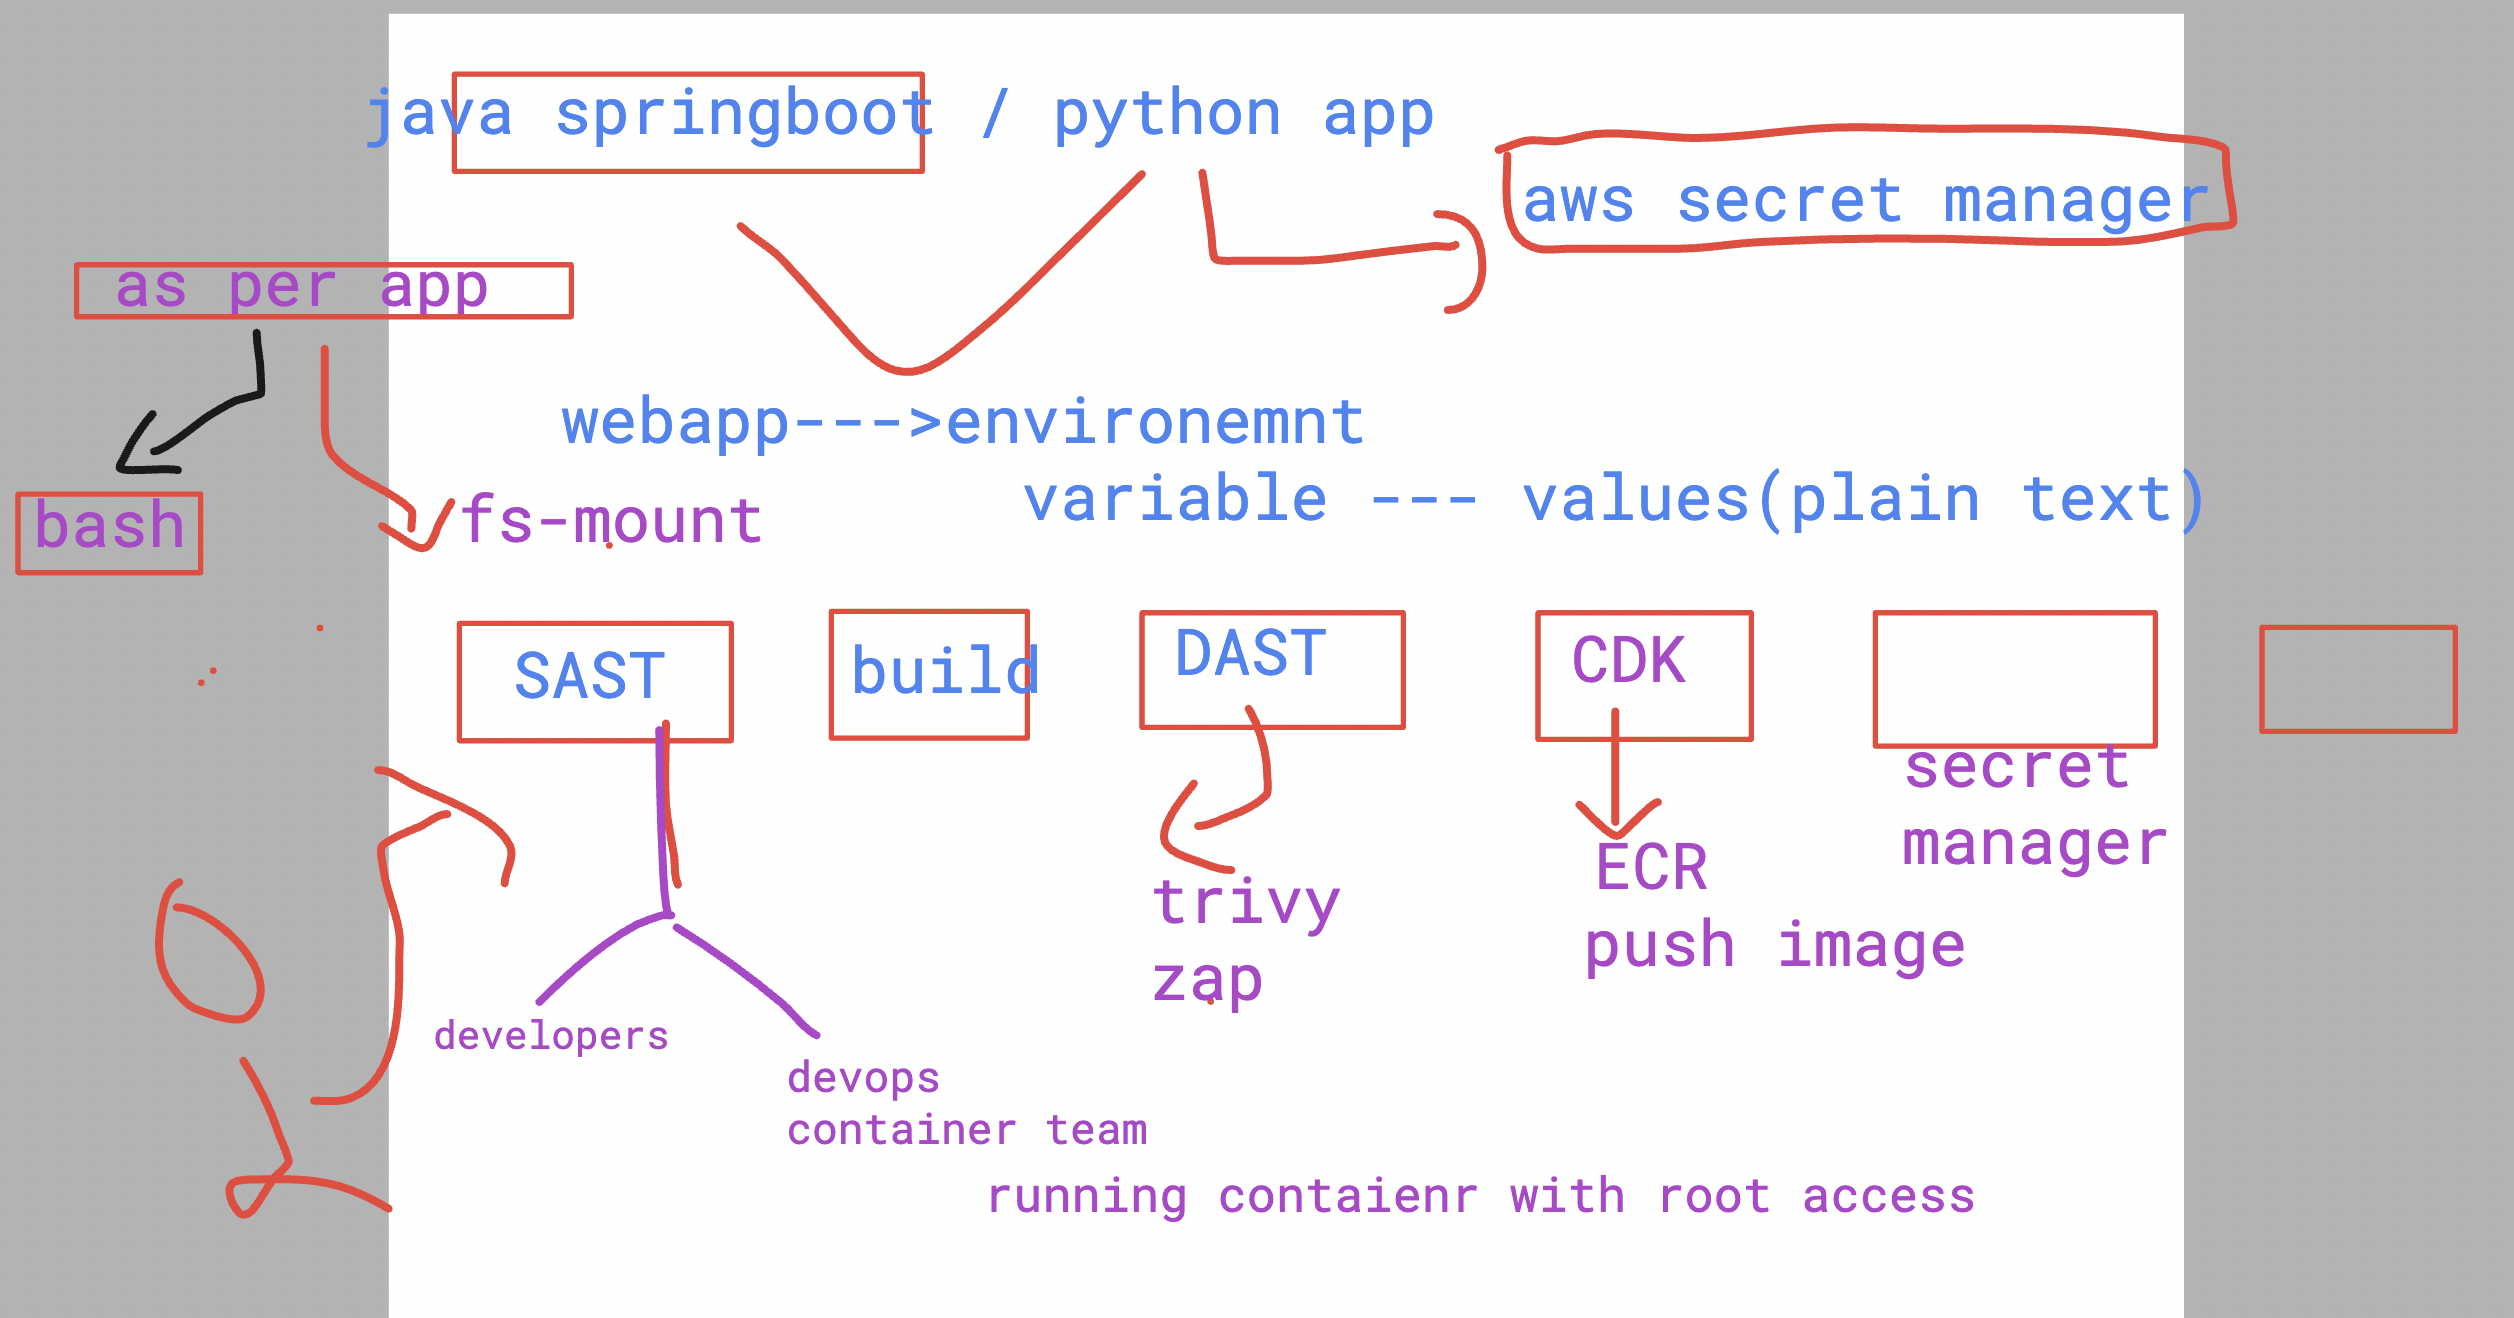 java springboot / python app
aws secret manager
as per app
webapp--->environemnt
variable --- values(plain text)
bash
fs-mount
SAST
build
DAST
CDK
secret
manager
ECR
push image
trivy
zap
developers
devops
container team
running contaienr with root access